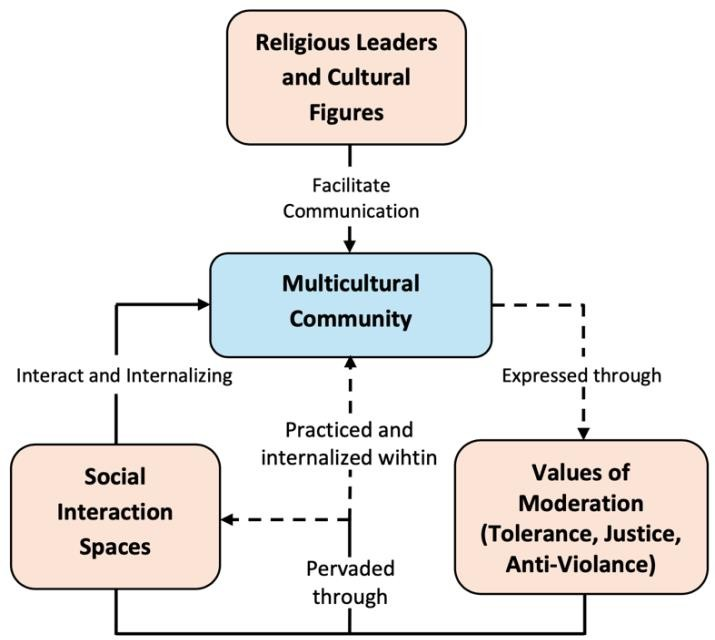 Religious Leaders
and Cultural
Figures
Facilitate
Communication
Multicultural
Community
Interact and Internalizing
Expressed through
Practiced and
internalized wihtin
Social
Interaction
Spaces
Values of
Moderation
(Tolerance, Justice,
Anti-Violance)
Pervaded
through